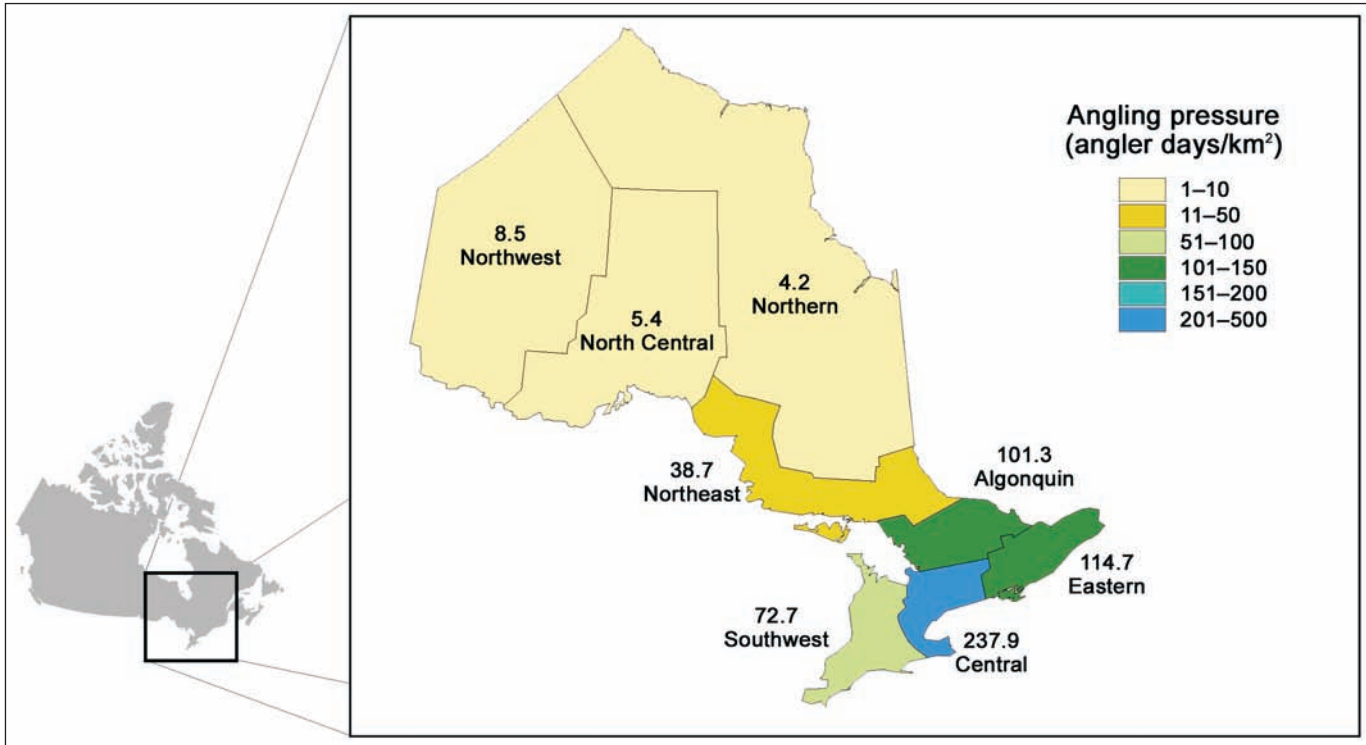 Angling pressure
(angler days/km²)
1–10
11–50
51–100
101–150
151–200
201–500
8.5
Northwest
5.4
North Central
4.2
Northern
38.7
Northeast
101.3
Algonquin
114.7
Eastern
72.7
Southwest
237.9
Central